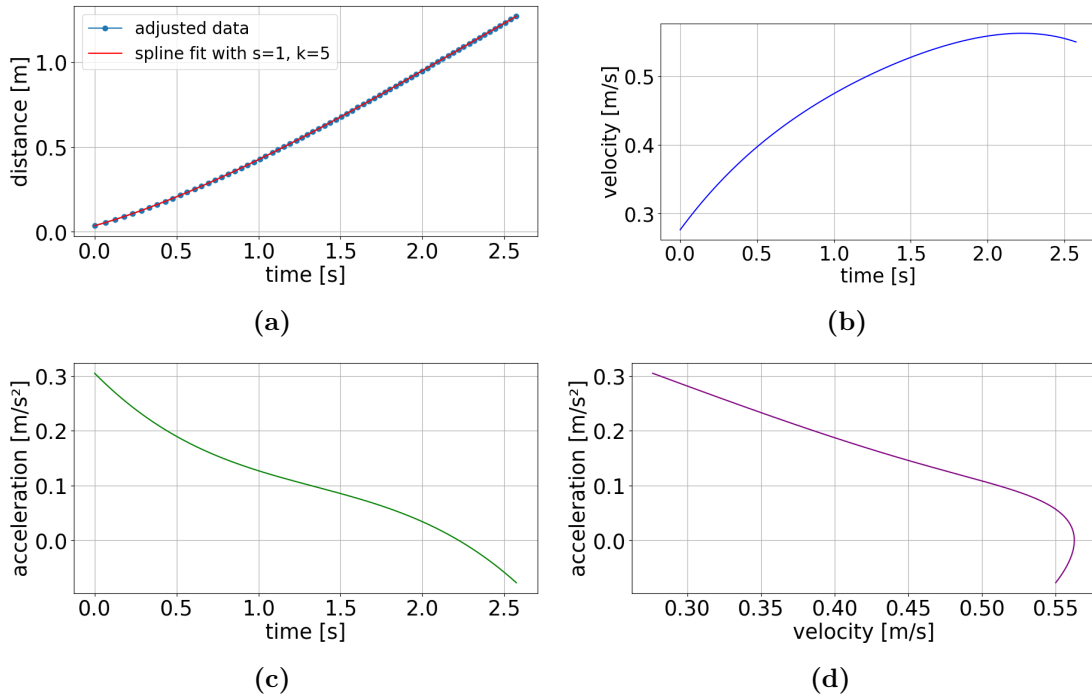 distance [m]
1.0
0.5
0.0
adjusted data
spline fit with s=1, k=5
0.0 0.5 1.0 1.5 2.0 2.5
time [s]
(a)
velocity [m/s]
0.5
0.4
0.3
0.0 0.5 1.0 1.5 2.0 2.5
time [s]
(b)
acceleration [m/s²]
0.3
0.2
0.1
0.0
0.0 0.5 1.0 1.5 2.0 2.5
time [s]
(c)
acceleration [m/s²]
0.3
0.2
0.1
0.0
0.30 0.35 0.40 0.45 0.50 0.55
velocity [m/s]
(d)